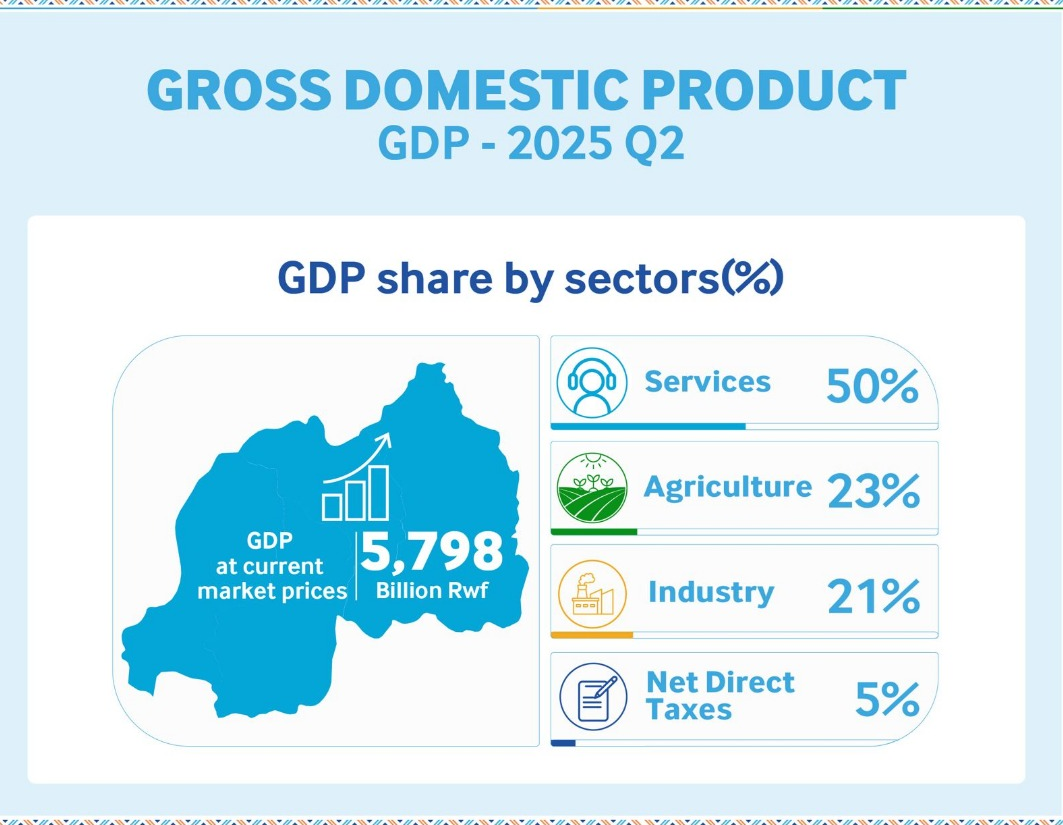 GROSS DOMESTIC PRODUCT
GDP - 2025 Q2
GDP share by sectors(%)
GDP
at current
market prices
5,798
Billion Rwf
Services 50%
Agriculture 23%
Industry 21%
Net Direct
Taxes
5%